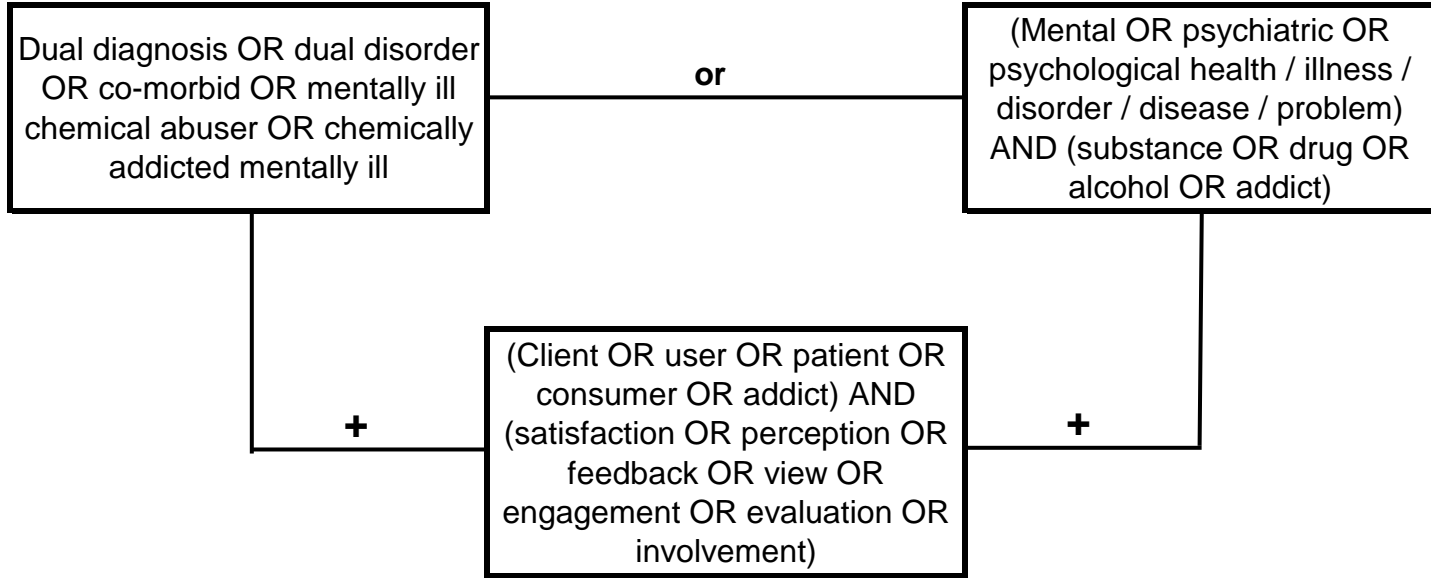 Dual diagnosis OR dual disorder
OR co-morbid OR mentally ill
chemical abuser OR chemically
addicted mentally ill
or
(Mental OR psychiatric OR
psychological health / illness /
disorder / disease / problem)
AND (substance OR drug OR
alcohol OR addict)
+
(Client OR user OR patient OR
consumer OR addict) AND
(satisfaction OR perception OR
feedback OR view OR
engagement OR evaluation OR
involvement)
+